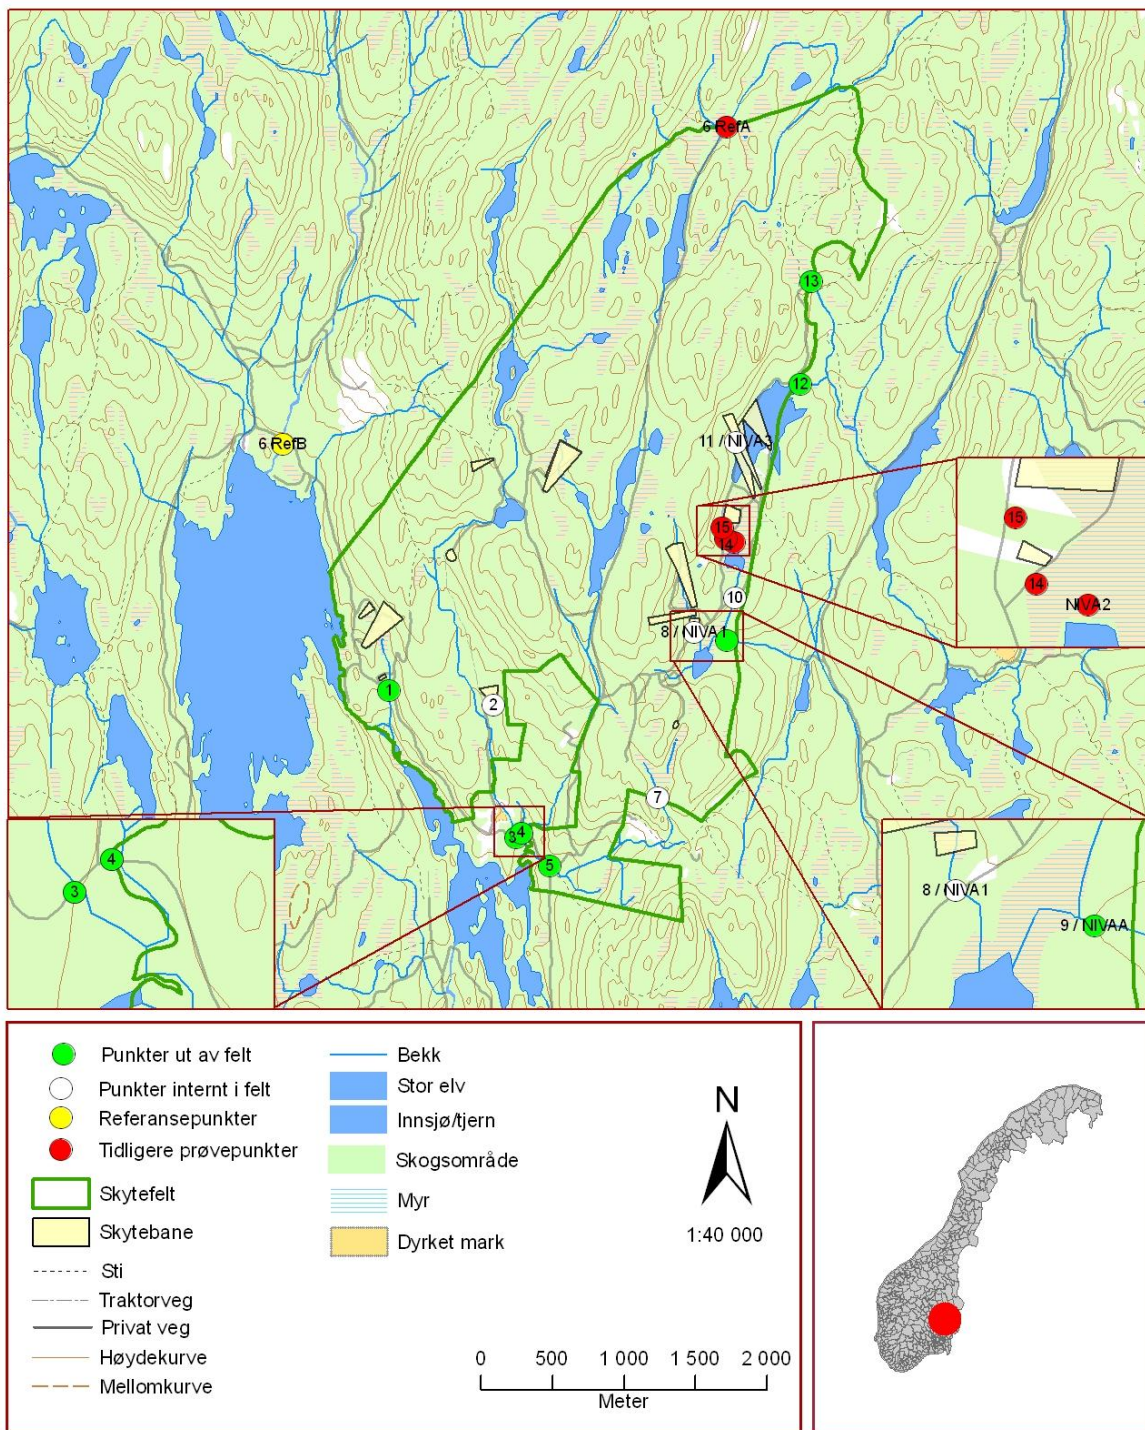 6 RefA
13
12
6 RefB
11 / NIVA3
15
14
15
14
NIVA2
10
8 / NIVA1
1
2
7
3
4
5
4
3
8 / NIVA1
9 / NIVAA
Punkter ut av felt
Punkter internt i felt
Referansepunkter
Tidligere prøvepunkter
Skytefelt
Skytebane
Sti
Traktorveg
Privat veg
Høydekurve
Mellomkurve
Bekk
Stor elv
Innsjø/tjern
Skogsområde
Myr
Dyrket mark
N
1:40 000
0 500 1 000 1 500 2 000
Meter